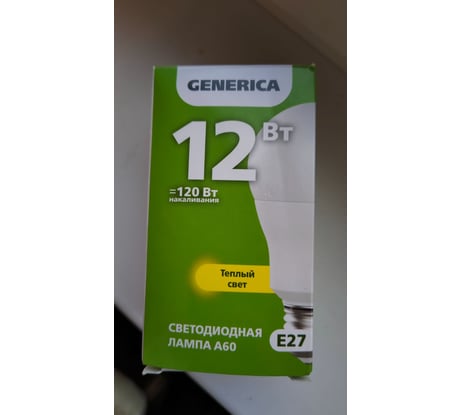 GENERICA
12 Вт
=120 Вт
накаливания
Теплый
свет
СВЕТОДИОДНАЯ
ЛАМПА А60
E27